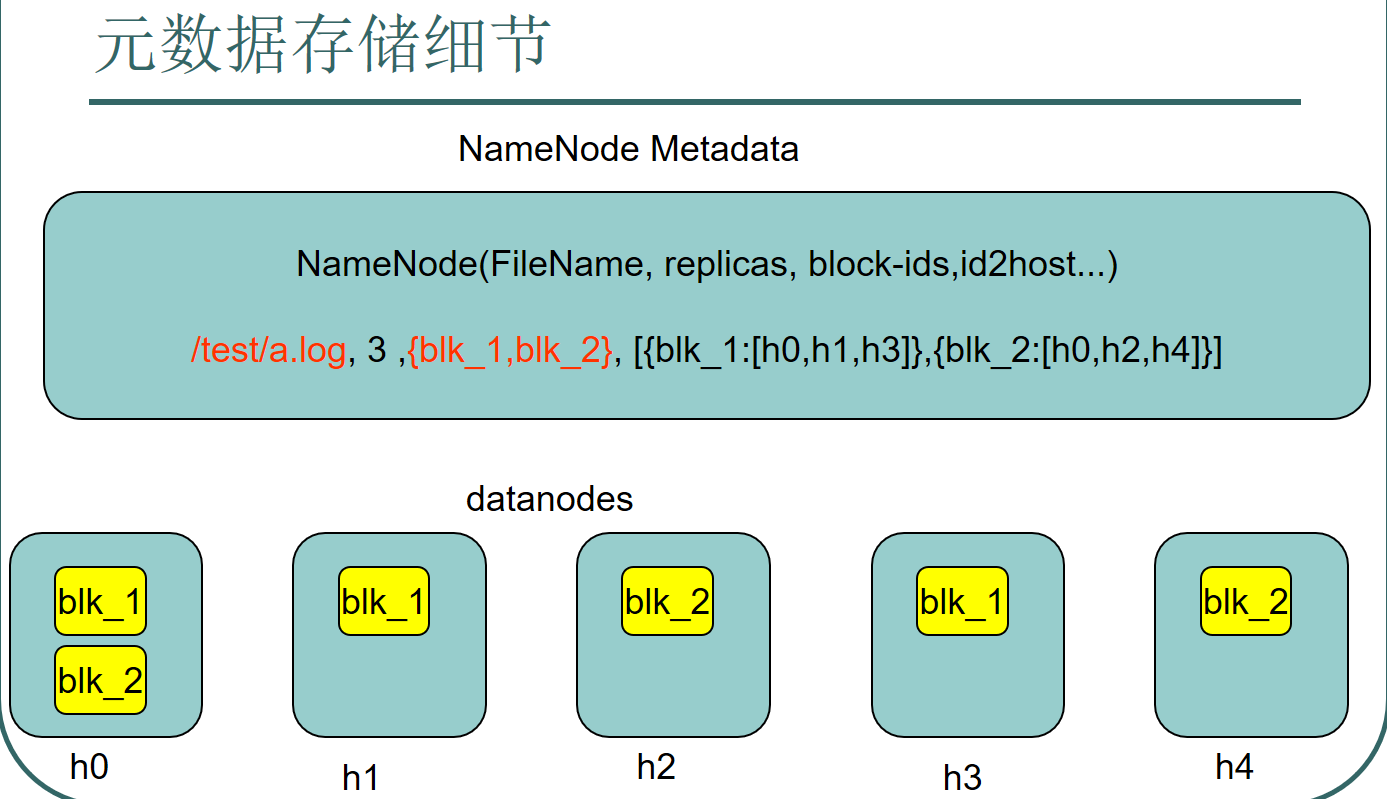 元数据存储细节
NameNode Metadata
NameNode(FileName, replicas, block-ids,id2host...)
/test/a.log, 3 ,{blk_1,blk_2}, [{blk_1:[h0,h1,h3]},{blk_2:[h0,h2,h4]}]
datanodes
blk_1 blk_1 blk_2 blk_1 blk_2
blk_2
h0 h1 h2 h3 h4